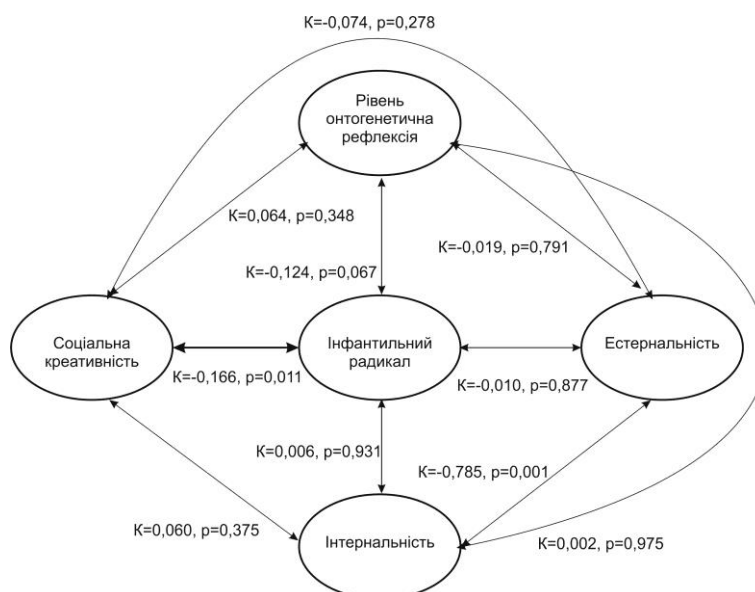 К=-0,074, р=0,278
Рівень
онтогенетична
рефлексія
К=0,064, р=0,348
К=-0,019, р=0,791
К=-0,124, р=0,067
Соціальна
креативність
Інфантильний
радикал
Естернальність
К=-0,166, р=0,011
К=-0,010, р=0,877
К=0,006, р=0,931
К=-0,785, р=0,001
К=0,060, р=0,375
Інтернальність
К=0,002, р=0,975